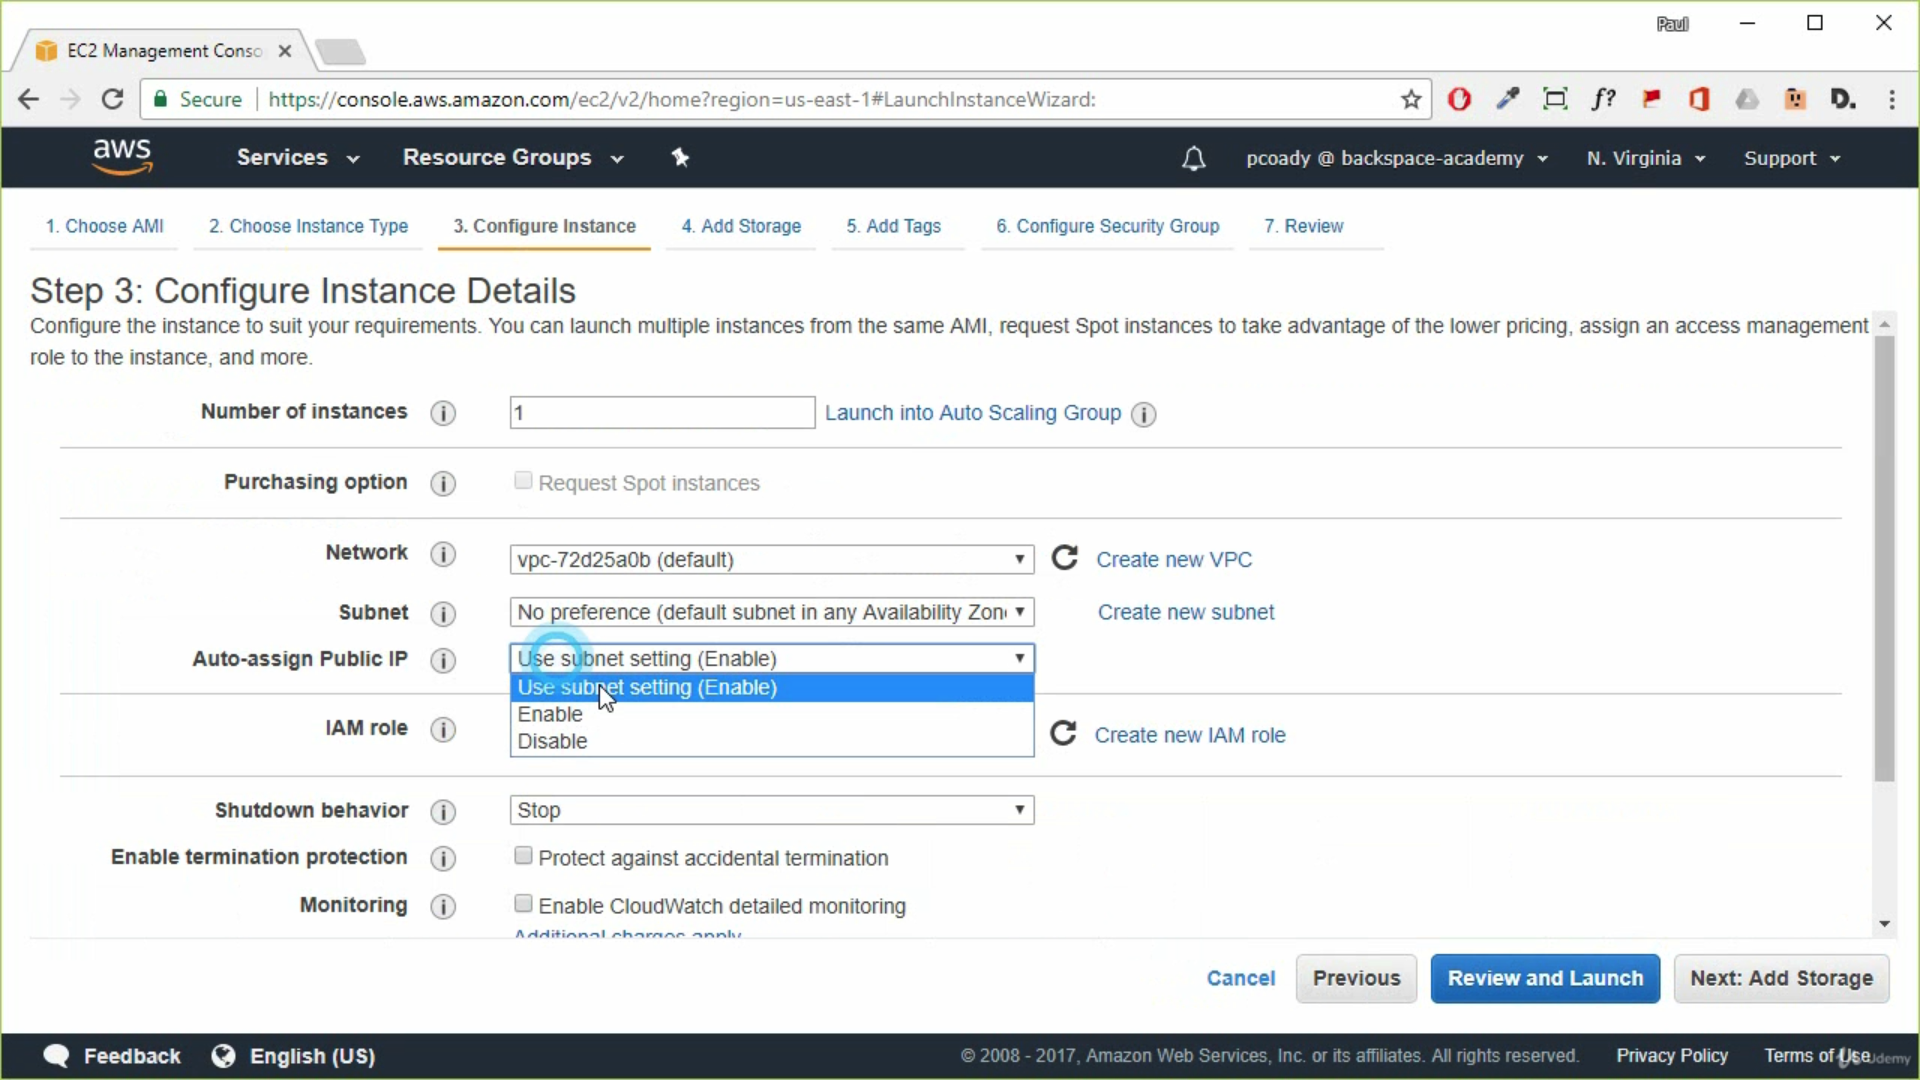 Paul
EC2 Management Conso
Secure
https://console.aws.amazon.com/ec2/v2/home?region=us-east-1#LaunchInstanceWizard:
f?
D.
aws
Services
Resource Groups
pcoady @ backspace-academy
N. Virginia
Support
1. Choose AMI
2. Choose Instance Type
3. Configure Instance
4. Add Storage
5. Add Tags
6. Configure Security Group
7. Review
Step 3: Configure Instance Details
Configure the instance to suit your requirements. You can launch multiple instances from the same AMI, request Spot instances to take advantage of the lower pricing, assign an access management
role to the instance, and more.
Number of instances
1
Launch into Auto Scaling Group
Purchasing option
Request Spot instances
Network
vpc-72d25a0b (default)
Create new VPC
Subnet
No preference (default subnet in any Availability Zon
Create new subnet
Auto-assign Public IP
Use subnet setting (Enable)
Use subnet setting (Enable)
Enable
Disable
IAM role
Create new IAM role
Shutdown behavior
Stop
Enable termination protection
Protect against accidental termination
Monitoring
Enable CloudWatch detailed monitoring
Additional charges apply.
Cancel
Previous
Review and Launch
Next: Add Storage
Feedback
English (US)
© 2008 - 2017, Amazon Web Services, Inc. or its affiliates. All rights reserved.
Privacy Policy
Terms of Use
Udemy